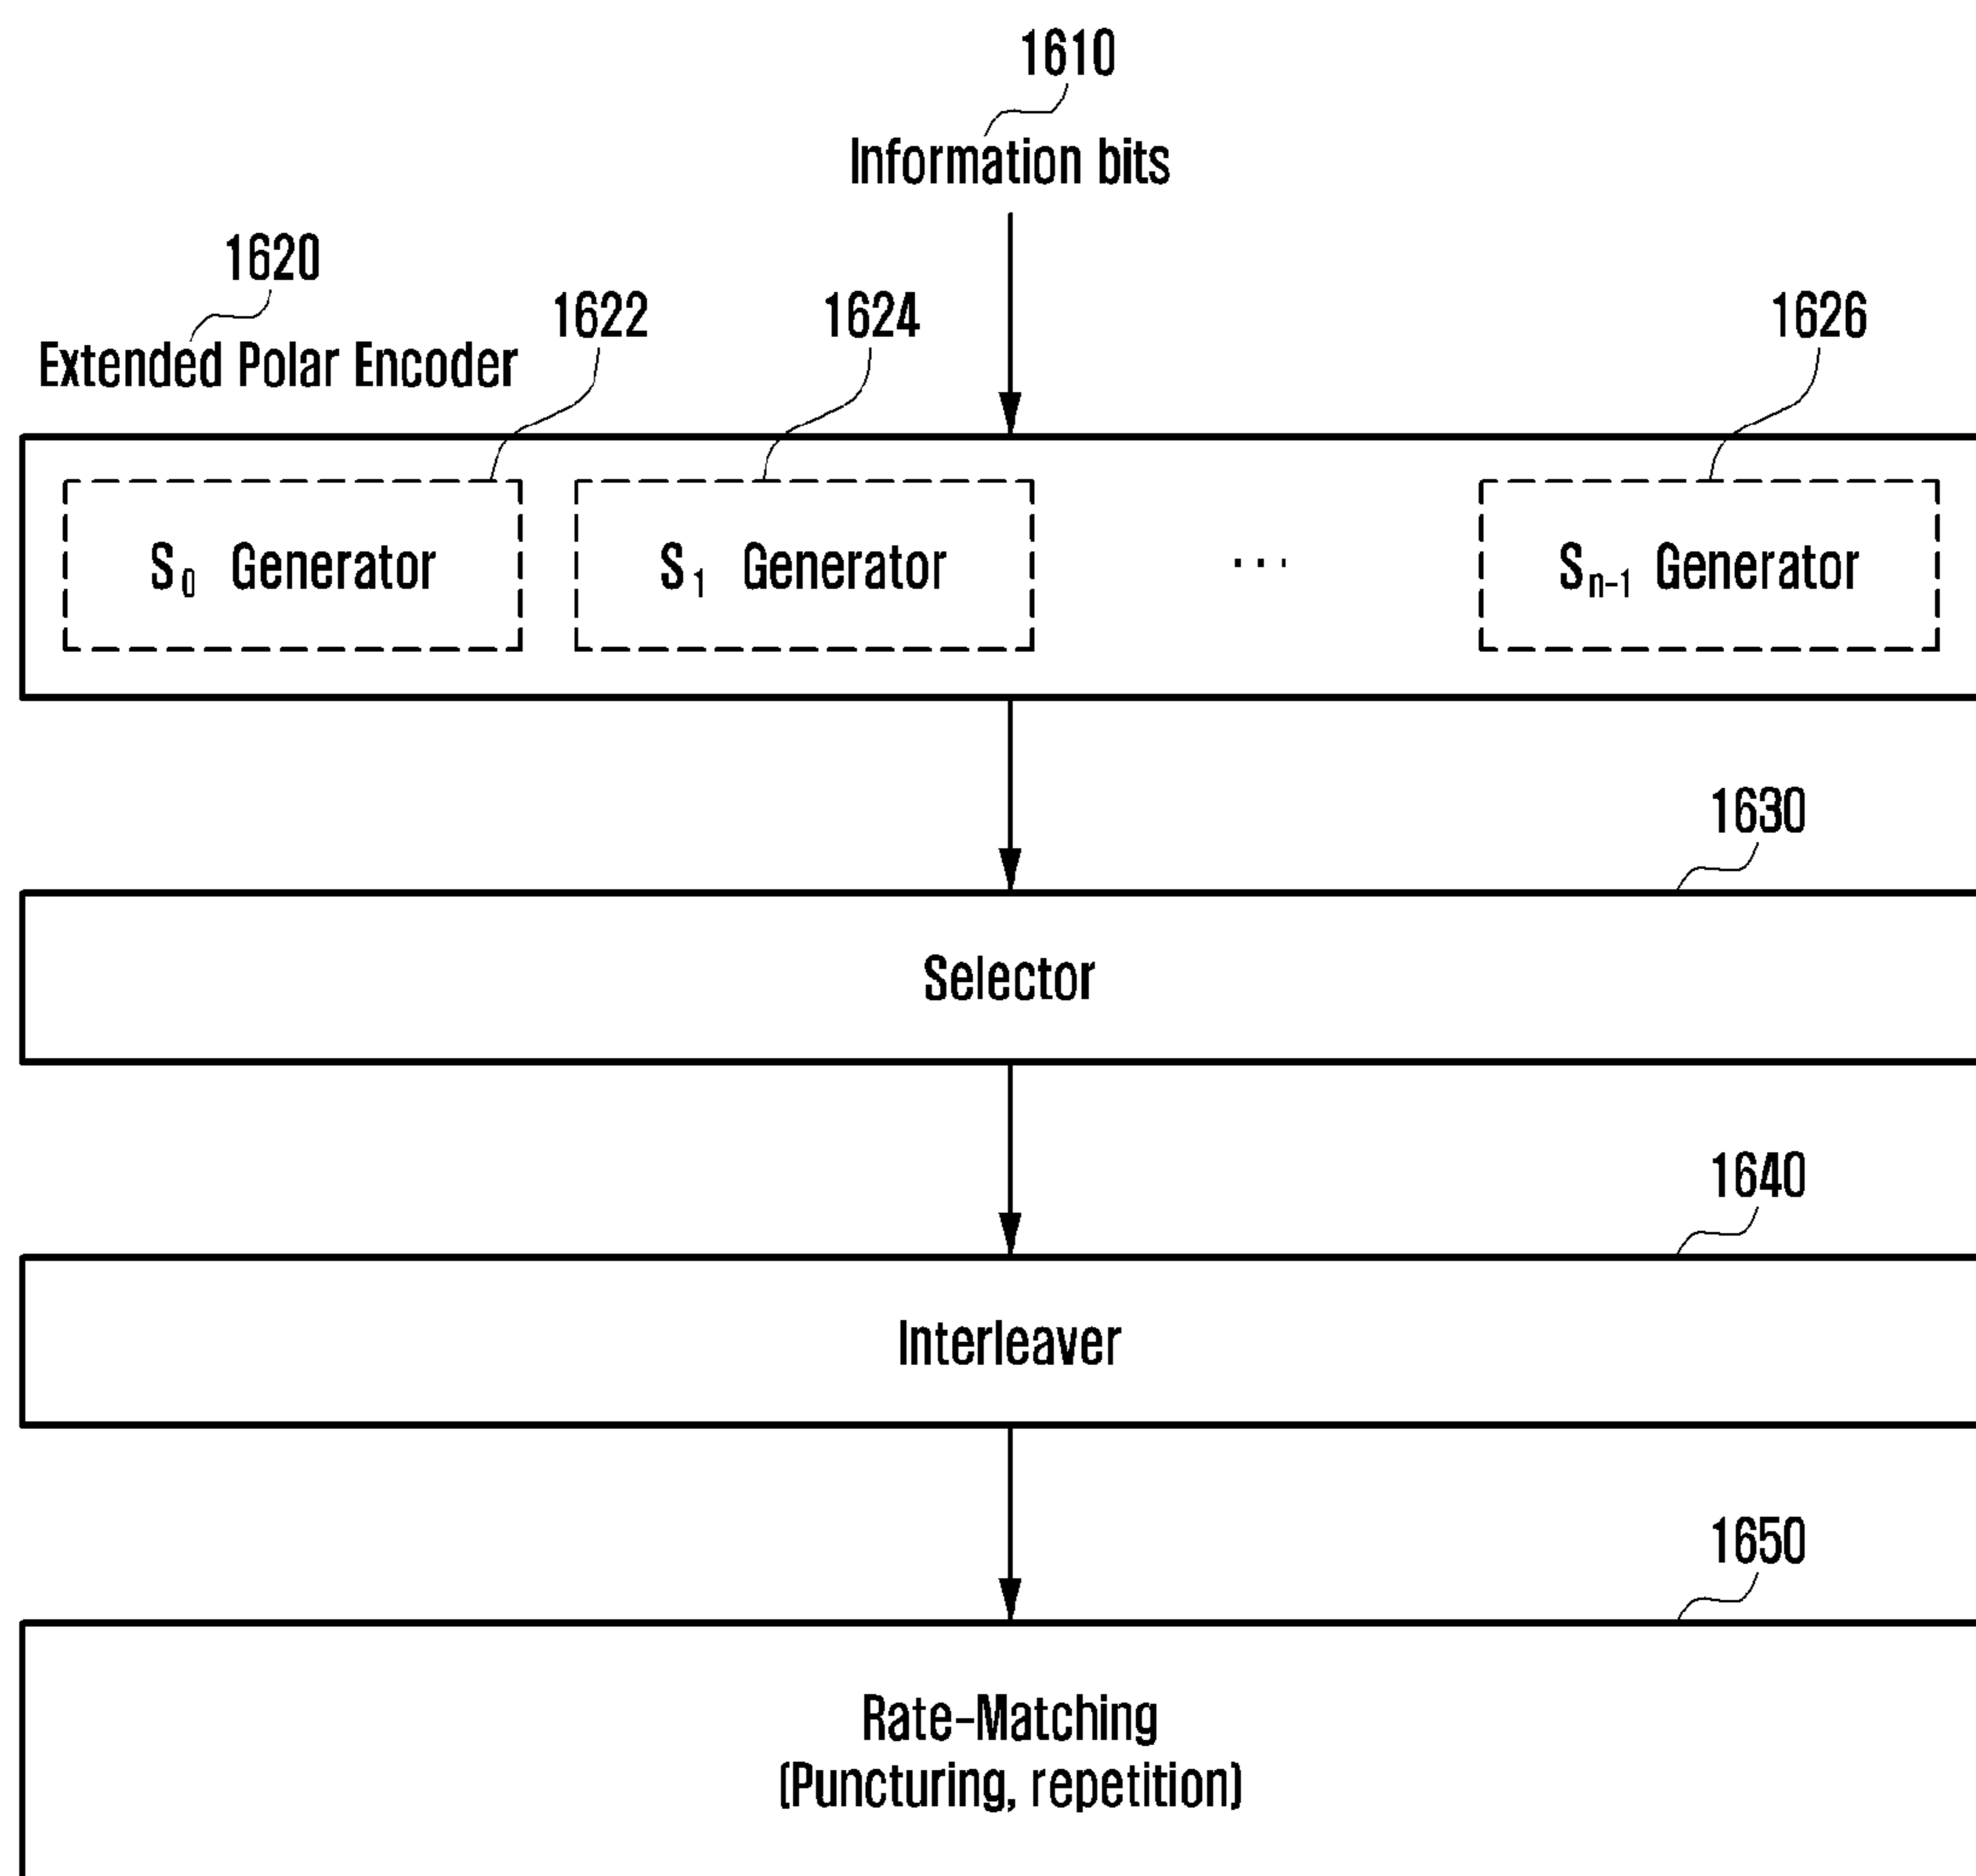 1610
Information bits
1620
Extended Polar Encoder
1622
1624
1626
S0 Generator
S1 Generator
...
Sn-1 Generator
1630
Selector
1640
Interleaver
1650
Rate-Matching
(Puncturing, repetition)